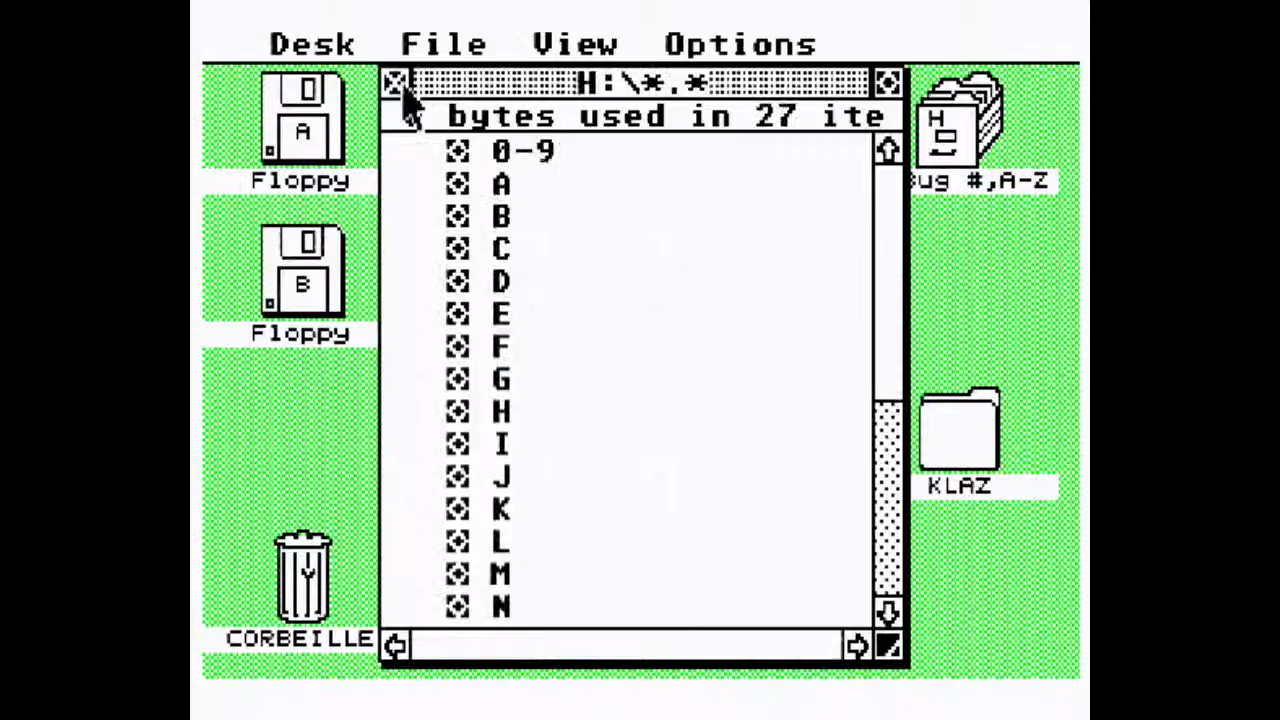 Desk File View Options
H:\*.*
bytes used in 27 ite
0-9
A
B
C
D
E
F
G
H
I
J
K
L
M
N
A
Floppy
B
Floppy
CORBEILLE
H
ug #,A-Z
KLAZ